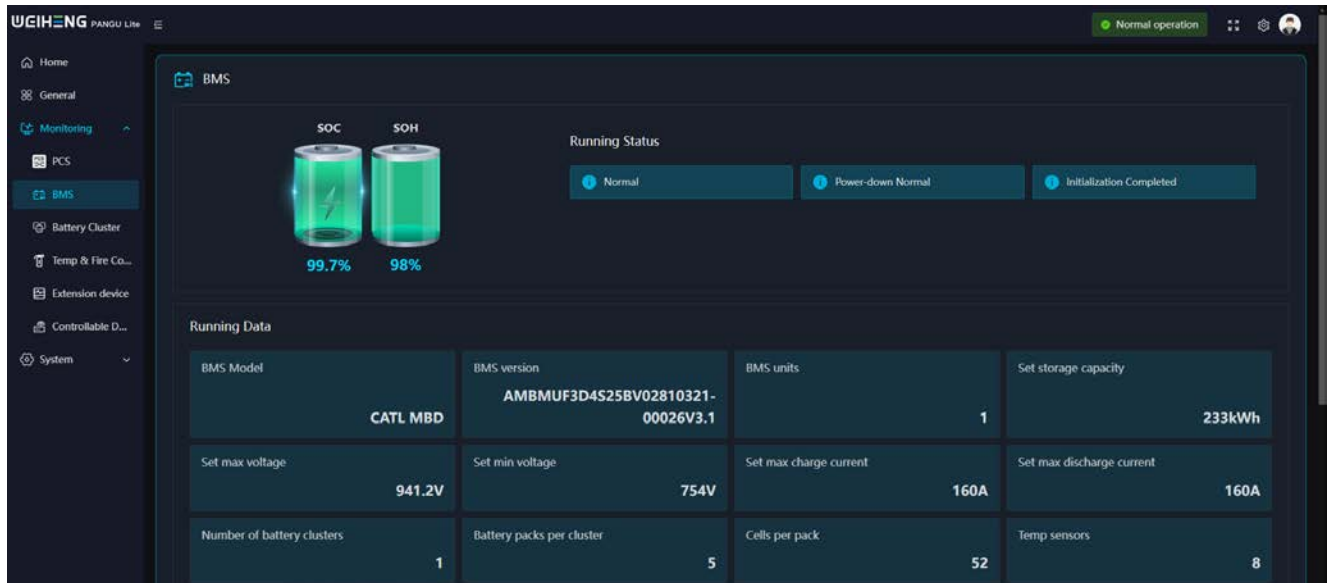 WEIHENG PANGU Lite
Normal operation
Home
General
Monitoring
PCS
BMS
Battery Cluster
Temp & Fire Co...
Extension device
Controllable D...
System
BMS
SOC SOH
99.7% 98%
Running Status
Normal
Power-down Normal
Initialization Completed
Running Data
BMS Model
CATL MBD
BMS version
AMBMUF3D4S25BV02810321-
00026V3.1
BMS units
1
Set storage capacity
233kWh
Set max voltage
941.2V
Set min voltage
754V
Set max charge current
160A
Set max discharge current
160A
Number of battery clusters
1
Battery packs per cluster
5
Cells per pack
52
Temp sensors
8